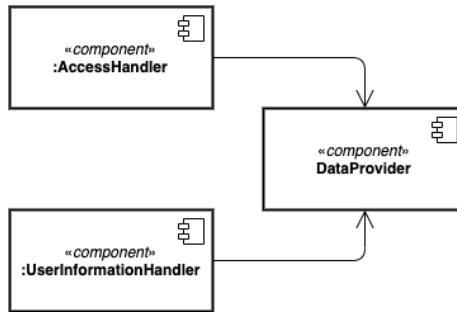 «component»
:AccessHandler
«component»
DataProvider
«component»
:UserInformationHandler